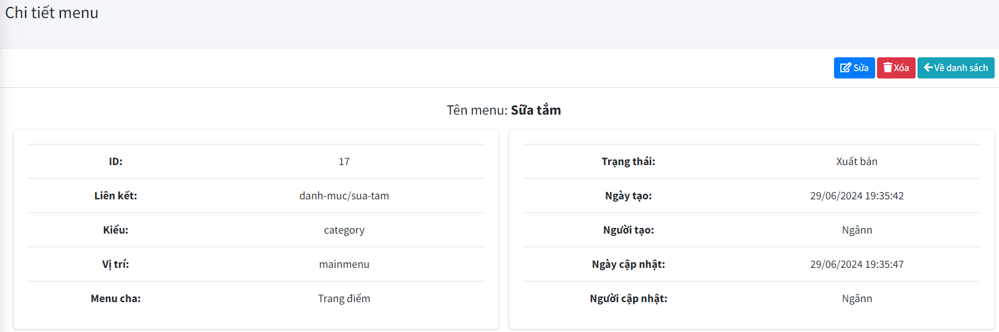 Chi tiết menu
Sửa Xóa Về danh sách
Tên menu: Sữa tắm
ID: 17
Liên kết: danh-muc/sua-tam
Kiểu: category
Vị trí: mainmenu
Menu cha: Trang điểm
Trạng thái: Xuất bản
Ngày tạo: 29/06/2024 19:35:42
Người tạo: Ngânn
Ngày cập nhật: 29/06/2024 19:35:47
Người cập nhật: Ngânn